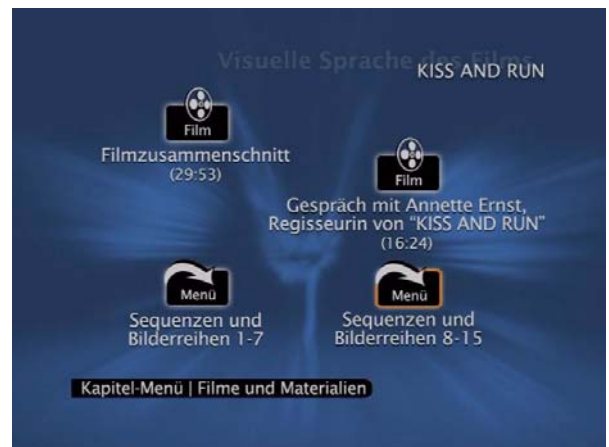 Visuelle Sprache des Films
KISS AND RUN
Film
Filmzusammenschnitt
(29:53)
Film
Gespräch mit Annette Ernst,
Regisseurin von "KISS AND RUN"
(16:24)
Menü
Sequenzen und
Bilderreihen 1-7
Menü
Sequenzen und
Bilderreihen 8-15
Kapitel-Menü | Filme und Materialien